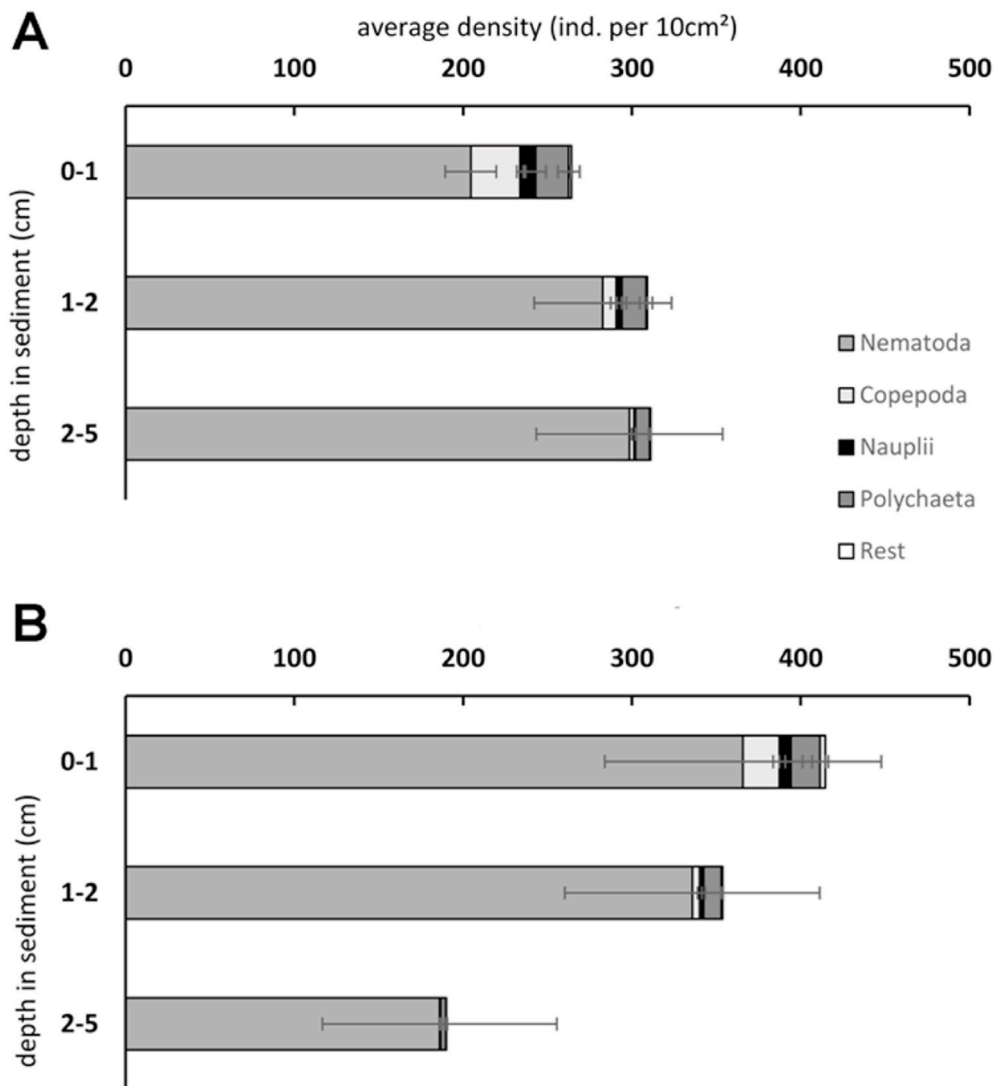 A
average density (ind. per 10cm²)
0 100 200 300 400 500
depth in sediment (cm)
0-1
1-2
2-5
Nematoda
Copepoda
Nauplii
Polychaeta
Rest
B
0 100 200 300 400 500
depth in sediment (cm)
0-1
1-2
2-5